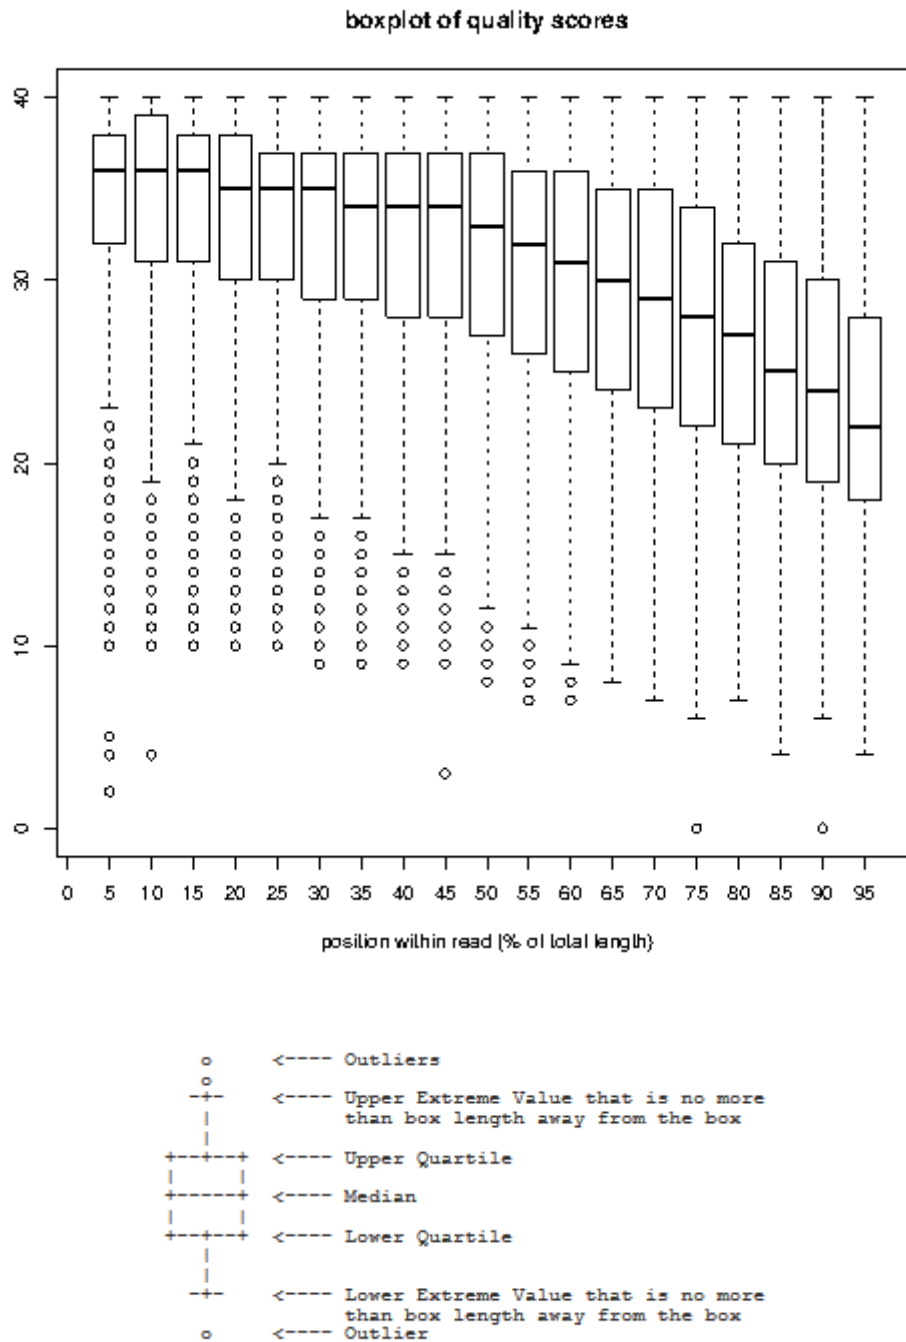 boxplot of quality scores
40
30
20
10
0
0 5 10 15 20 25 30 35 40 45 50 55 60 65 70 75 80 85 90 95
position within read (% of total length)
o <---- Outliers
o
-+- <---- Upper Extreme Value that is no more
| than box length away from the box
|
+--+--+ <---- Upper Quartile
| |
+-----+ <---- Median
| |
+--+--+ <---- Lower Quartile
|
|
-+- <---- Lower Extreme Value that is no more
than box length away from the box
o <---- Outlier